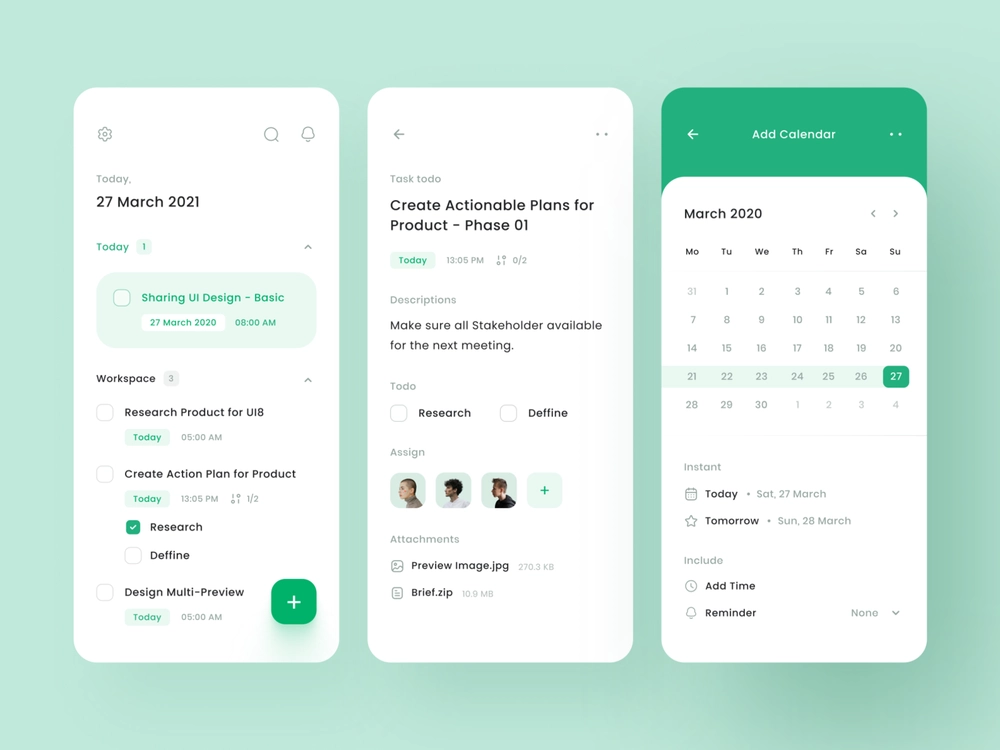 Today,
27 March 2021
Today 1
Sharing UI Design - Basic
27 March 2020 08:00 AM
Workspace 3
Research Product for UI8
Today 05:00 AM
Create Action Plan for Product
Today 13:05 PM 1/2
Research
Deffine
Design Multi-Preview
Today 05:00 AM
Task todo
Create Actionable Plans for
Product - Phase 01
Today 13:05 PM 0/2
Descriptions
Make sure all Stakeholder available
for the next meeting.
Todo
Research Deffine
Assign
+
Attachments
Preview Image.jpg 270.3 KB
Brief.zip 10.9 MB
Add Calendar
March 2020
Mo Tu We Th Fr Sa Su
31 1 2 3 4 5 6
7 8 9 10 11 12 13
14 15 16 17 18 19 20
21 22 23 24 25 26 27
28 29 30 1 2 3 4
Instant
Today • Sat, 27 March
Tomorrow • Sun, 28 March
Include
Add Time
Reminder None